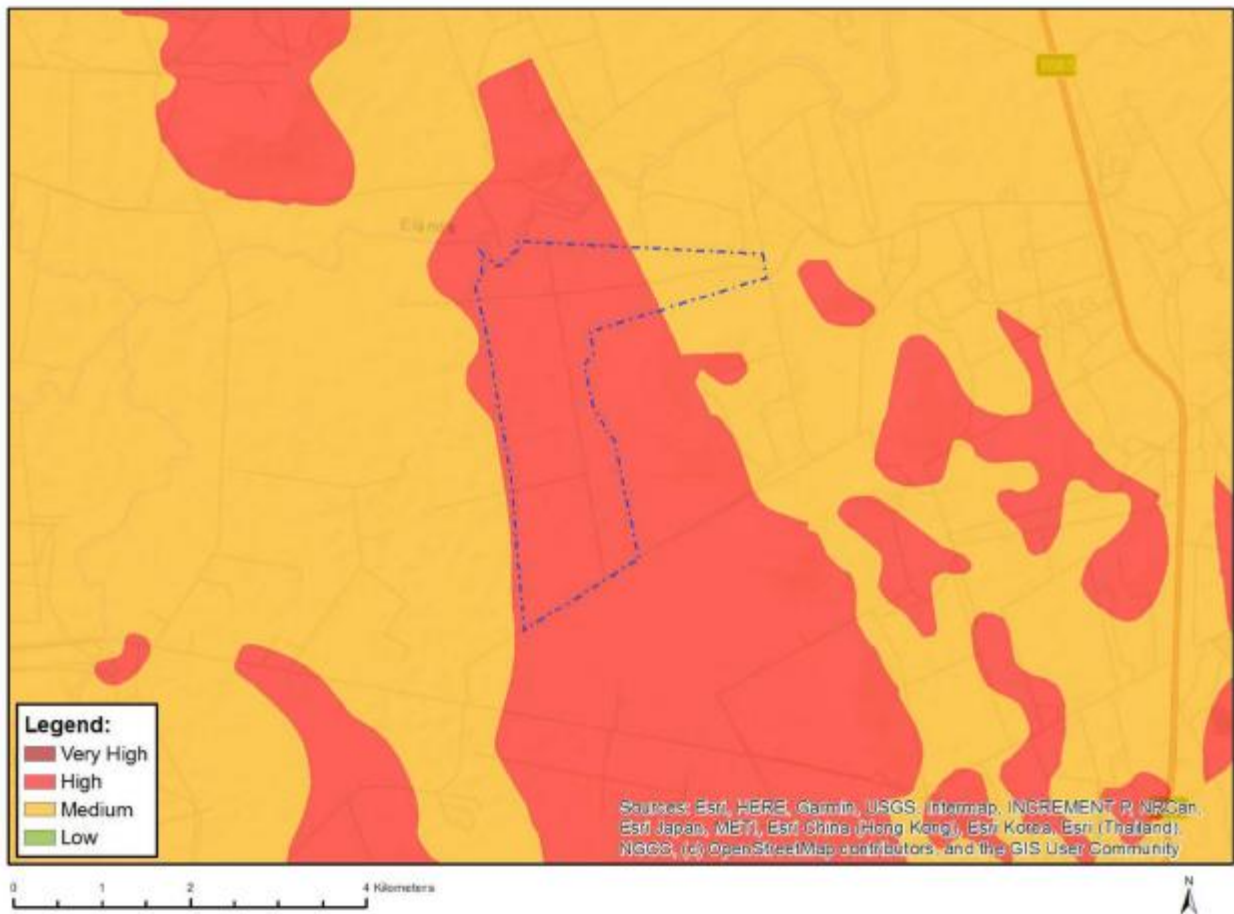 Legend:
Very High
High
Medium
Low
Sources: Esri, HERE, Garmin, USGS, Intermap, INCREMENT P, NRCan,
Esri Japan, METI, Esri China (Hong Kong), Esri Korea, Esri (Thailand),
NGCC, (c) OpenStreetMap contributors, and the GIS User Community
0 1 2 4 Kilometers
N